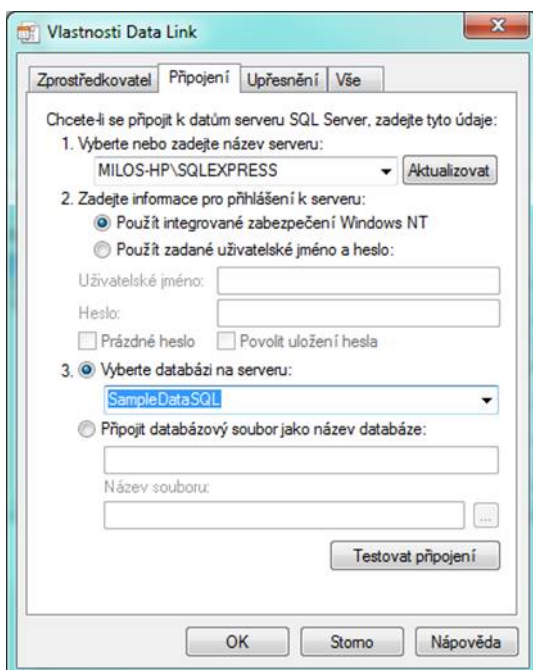 Vlastnosti Data Link
Zprostředkovatel Připojení Upřesnění Vše
Chcete-li se připojit k datům serveru SQL Server, zadejte tyto údaje:
1. Vyberte nebo zadejte název serveru:
MILOS-HP\SQLEXPRESS Aktualizovat
2. Zadejte informace pro přihlášení k serveru:
Použít integrované zabezpečení Windows NT
Použít zadané uživatelské jméno a heslo:
Uživatelské jméno:
Heslo:
Prázdné heslo Povolit uložení hesla
3. Vyberte databázi na serveru:
SampleDataSQL
Připojit databázový soubor jako název databáze:
Název souboru:
...
Testovat připojení
OK Storno Nápověda